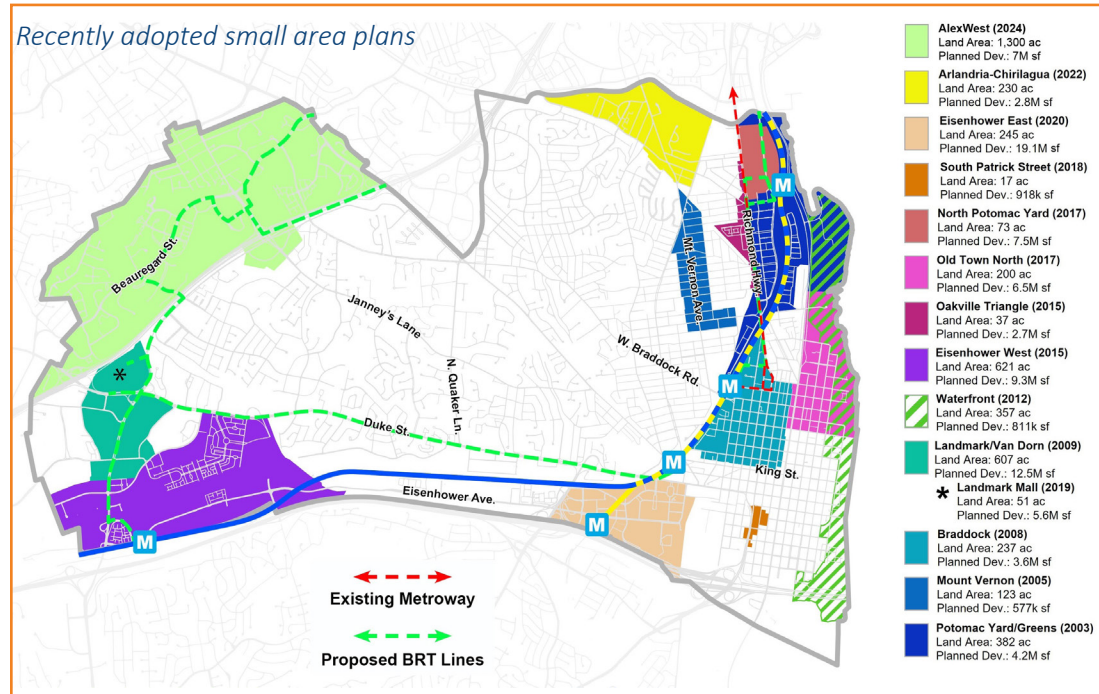 Recently adopted small area plans
Beauregard St.
Janney's Lane
N. Quaker Ln.
Duke St.
Eisenhower Ave.
W. Braddock Rd.
Mt. Vernon Ave.
Richmond Hwy.
King St.
M
M
M
M
M
Existing Metroway
Proposed BRT Lines
*
AlexWest (2024)
Land Area: 1,300 ac
Planned Dev.: 7M sf
Arlandria-Chirilagua (2022)
Land Area: 230 ac
Planned Dev.: 2.8M sf
Eisenhower East (2020)
Land Area: 245 ac
Planned Dev.: 19.1M sf
South Patrick Street (2018)
Land Area: 17 ac
Planned Dev.: 918k sf
North Potomac Yard (2017)
Land Area: 73 ac
Planned Dev.: 7.5M sf
Old Town North (2017)
Land Area: 200 ac
Planned Dev.: 6.5M sf
Oakville Triangle (2015)
Land Area: 37 ac
Planned Dev.: 2.7M sf
Eisenhower West (2015)
Land Area: 621 ac
Planned Dev.: 9.3M sf
Waterfront (2012)
Land Area: 357 ac
Planned Dev.: 811k sf
Landmark/Van Dorn (2009)
Land Area: 607 ac
Planned Dev.: 12.5M sf
* Landmark Mall (2019)
Land Area: 51 ac
Planned Dev.: 5.6M sf
Braddock (2008)
Land Area: 237 ac
Planned Dev.: 3.6M sf
Mount Vernon (2005)
Land Area: 123 ac
Planned Dev.: 577k sf
Potomac Yard/Greens (2003)
Land Area: 382 ac
Planned Dev.: 4.2M sf